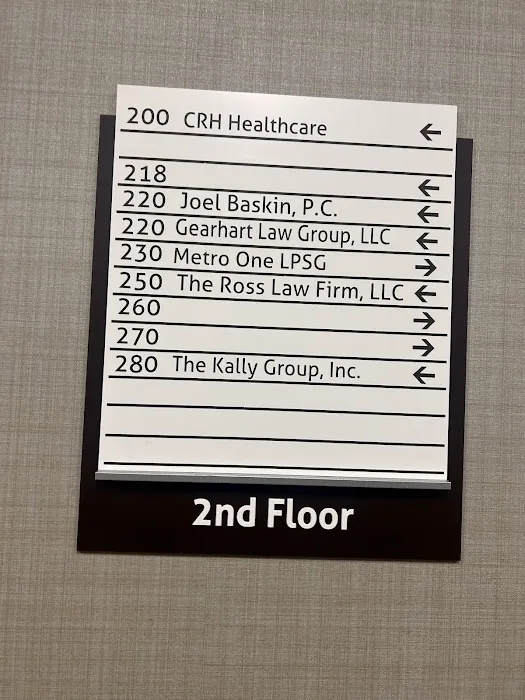 200 CRH Healthcare ←
218 ←
220 Joel Baskin, P.C. ←
220 Gearhart Law Group, LLC ←
230 Metro One LPSG →
250 The Ross Law Firm, LLC ←
260 →
270 →
280 The Kally Group, Inc. ←
2nd Floor